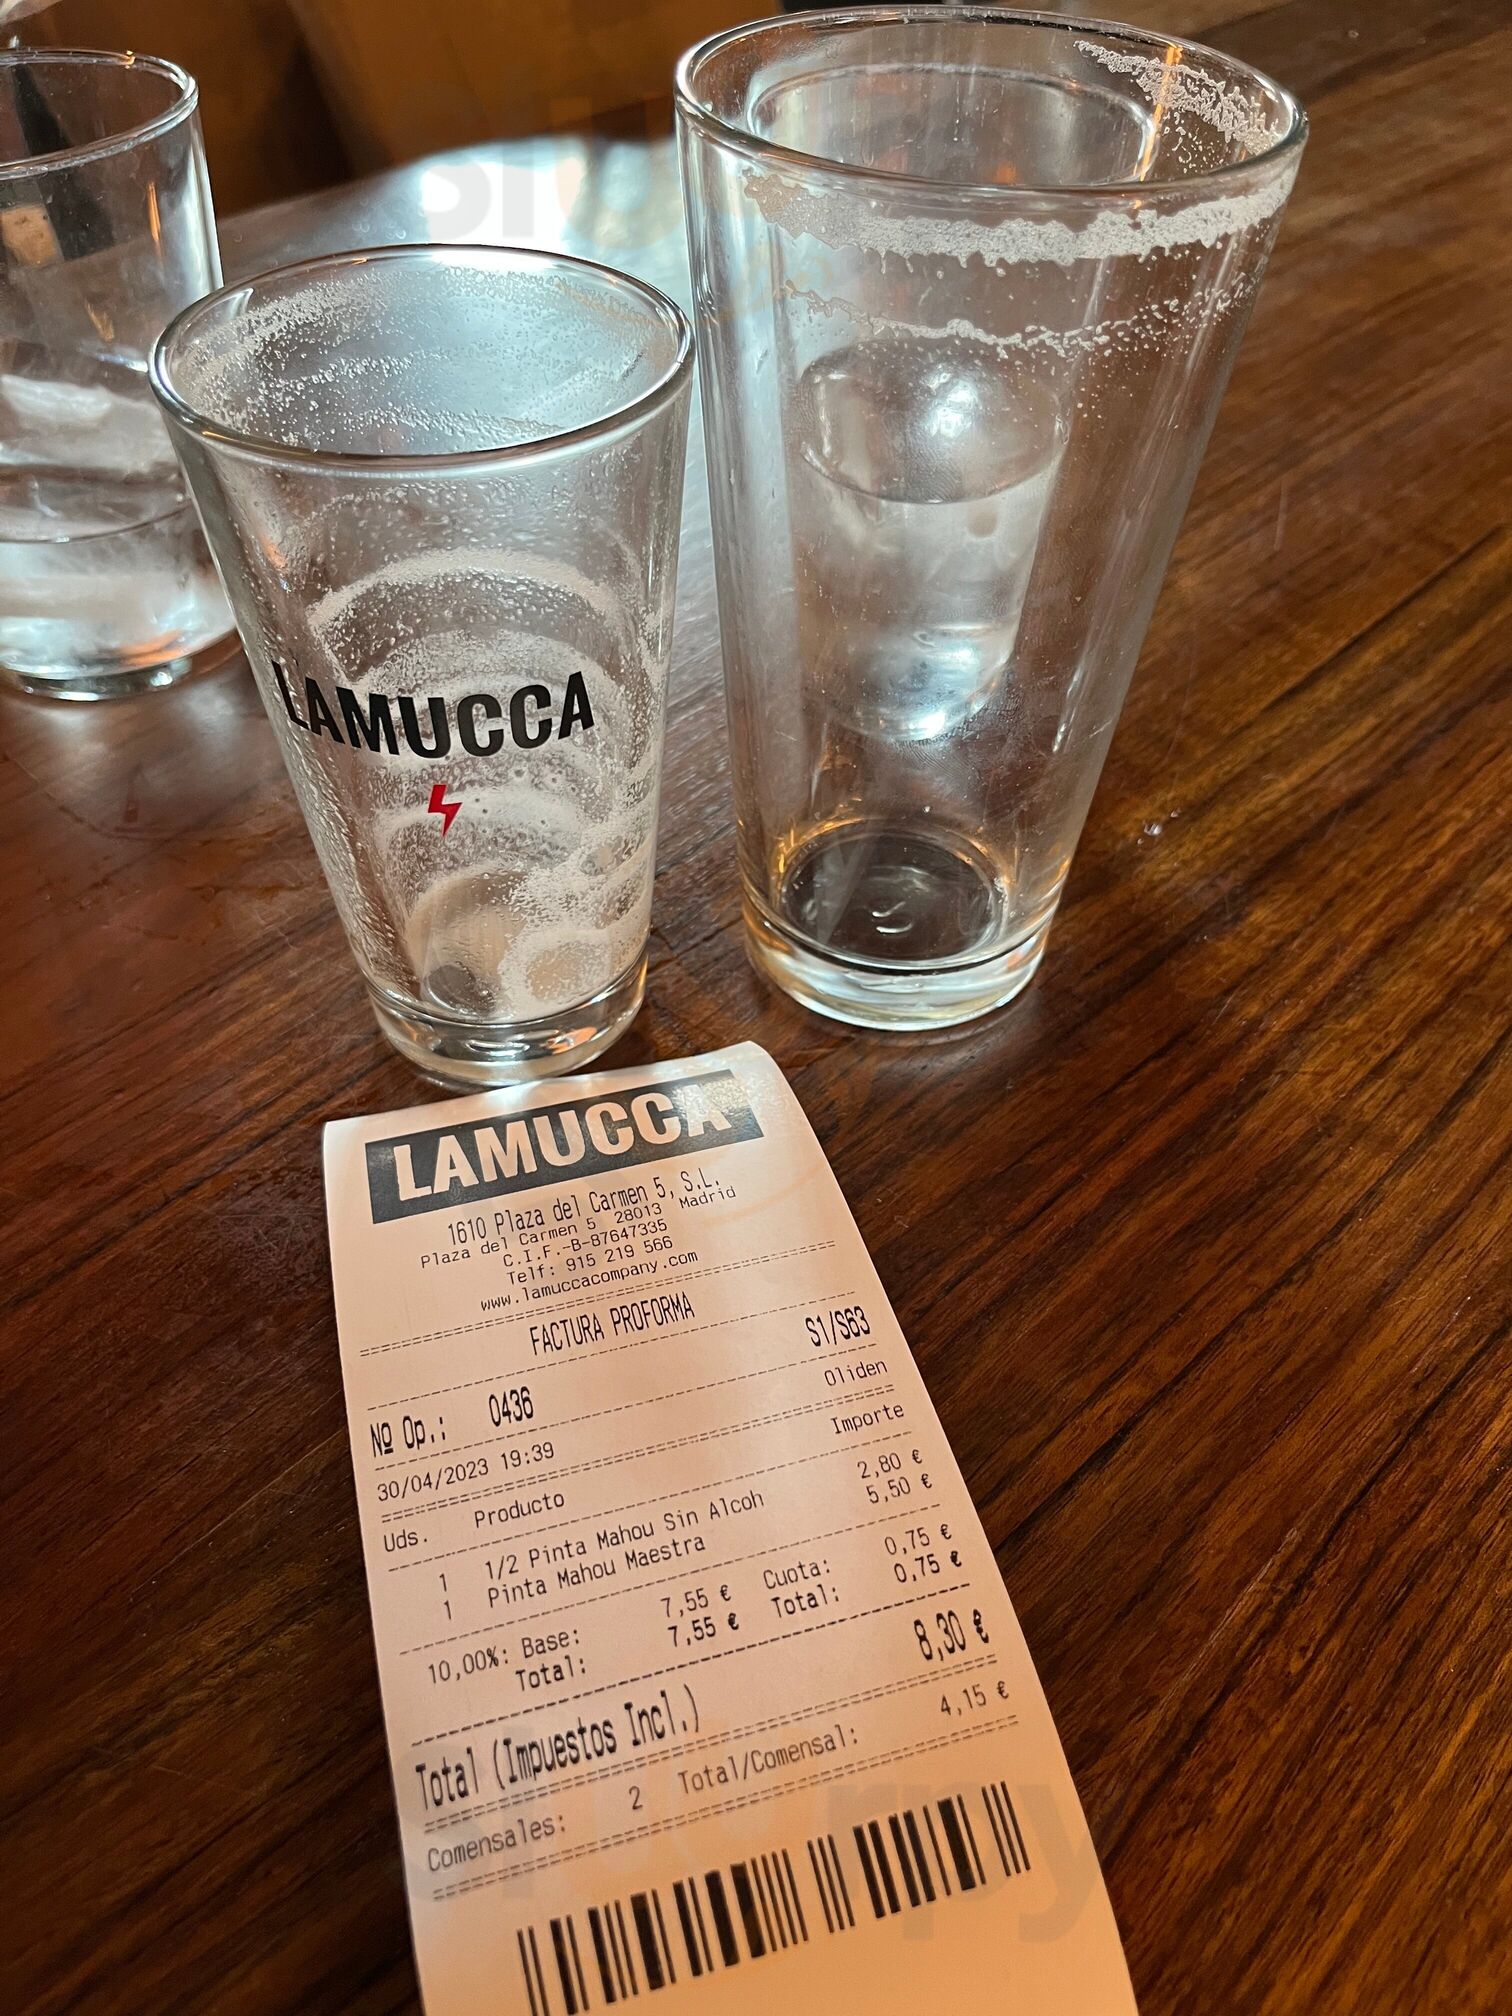 LAMUCCA
LAMUCCA
1610 Plaza del Carmen 5, S.L.
Plaza del Carmen 5 28013 Madrid
C.I.F.-B-87647335
Telf: 915 219 566
www.lamuccacompany.com
FACTURA PROFORMA
S1/S63
Nº Op.: 0436 Oliden
30/04/2023 19:39
Uds. Producto Importe
1 1/2 Pinta Mahou Sin Alcoh 2,80 €
1 Pinta Mahou Maestra 5,50 €
10,00%: Base: 7,55 € Cuota: 0,75 €
Total: 7,55 € Total: 0,75 €
Total (Impuestos Incl.) 8,30 €
Comensales: 2 Total/Comensal: 4,15 €